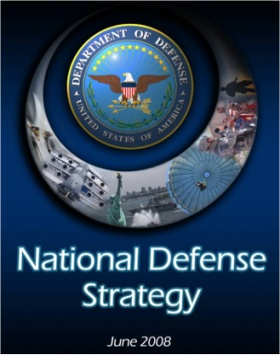 DEPARTMENT OF DEFENSE
UNITED STATES OF AMERICA
National Defense
Strategy
June 2008